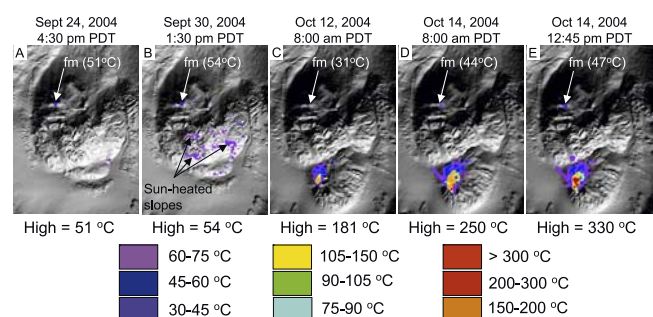 Sept 24, 2004 Sept 30, 2004 Oct 12, 2004 Oct 14, 2004 Oct 14, 2004
4:30 pm PDT 1:30 pm PDT 8:00 am PDT 8:00 am PDT 12:45 pm PDT
A B C D E
fm (51°C) fm (54°C) fm (31°C) fm (44°C) fm (47°C)
Sun-heated
slopes
High = 51 °C High = 54 °C High = 181 °C High = 250 °C High = 330 °C
60-75 °C 105-150 °C > 300 °C
45-60 °C 90-105 °C 200-300 °C
30-45 °C 75-90 °C 150-200 °C